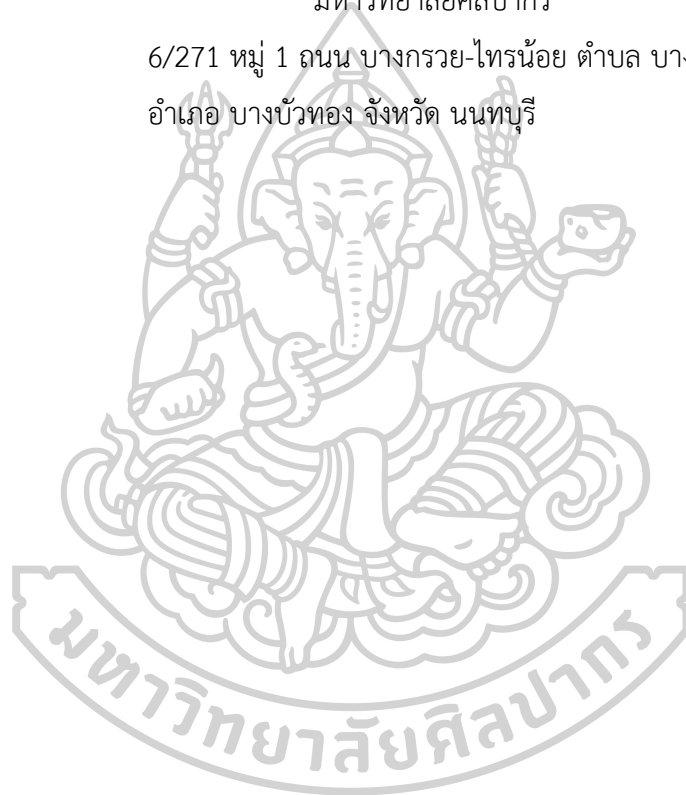 มหาวิทยาลัยศิลปากร
6/271 หมู่ 1 ถนน บางกรวย-ไทรน้อย ตำบล บาง
อำเภอ บางบัวทอง จังหวัด นนทบุรี
มหาวิทยาลัยศิลปากร